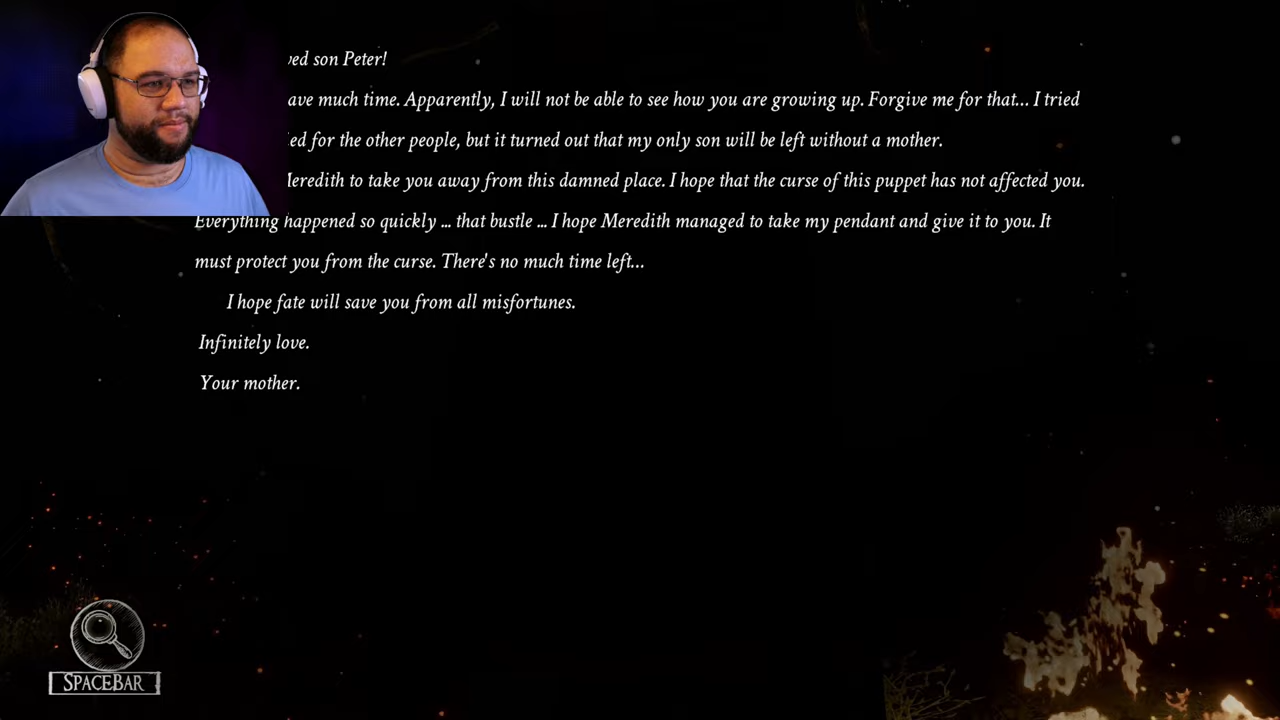 son Peter!
much time. Apparently, I will not be able to see how you are growing up. Forgive me for that... I tried
for the other people, but it turned out that my only son will be left without a mother.
Meredith to take you away from this damned place. I hope that the curse of this puppet has not affected you.
Everything happened so quickly ... that bustle ... I hope Meredith managed to take my pendant and give it to you. It
must protect you from the curse. There's no much time left...
I hope fate will save you from all misfortunes.
Infinitely love.
Your mother.
SPACEBAR